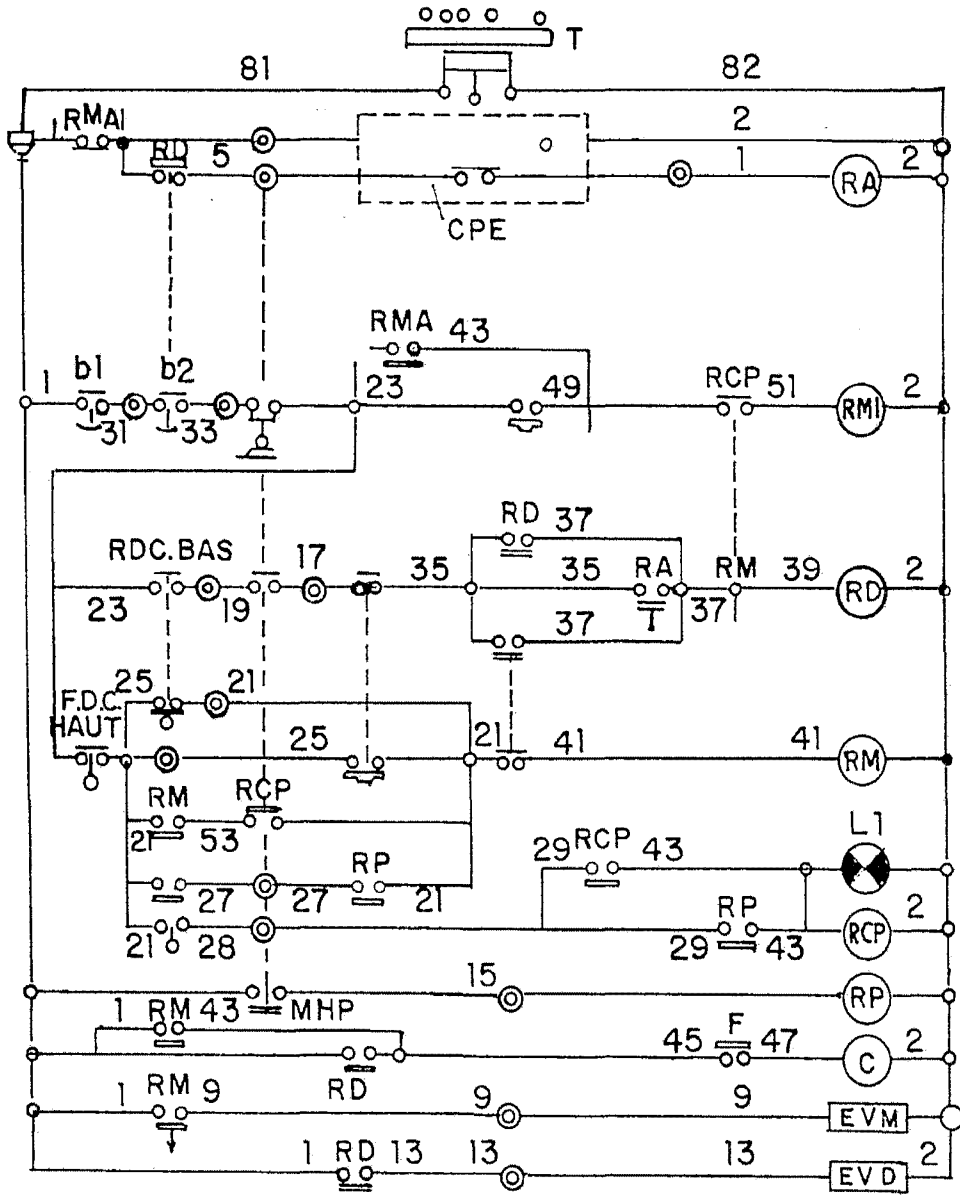 T
81 82
RMA1 2
RD 5 1 2
RA
CPE
RMA 43
1 b1 b2 23 49 RCP 51 2
RM1
31 33
RD 37
RDC.BAS 17 35 35 RA RM 39 2
RD
23 19 37
37
25 21
F.D.C.
HAUT 25 21 41 41
RM
RM RCP L1
21 53 29 RCP 43
RP
27 27 21 RP 2
RCP
21 28 29 43
15
RP
MHP
1 RM 43 F
45 47 2
C
RD
1 RM 9 9 9
EVM
1 RD 13 13 13 2
EVD